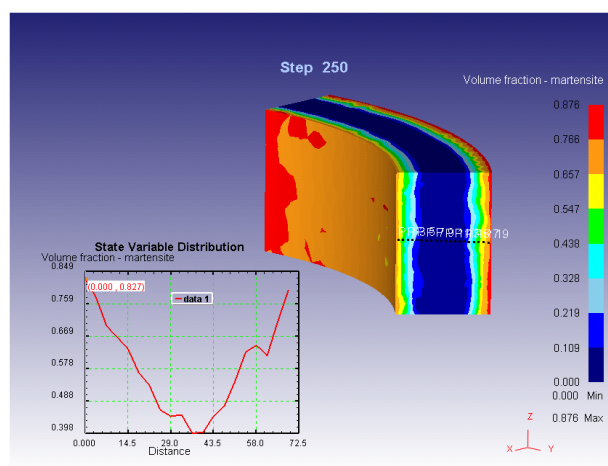 Step 250
Volume fraction - martensite
0.876
0.766
0.657
0.547
0.438
0.328
0.219
0.109
0.000
0.000 Min
0.876 Max
State Variable Distribution
Volume fraction - martensite
0.849
0.759
0.669
0.578
0.488
0.398
(0.000 , 0.827)
data 1
0.000
14.5
29.0
43.5
58.0
72.5
Distance
Z
X
Y